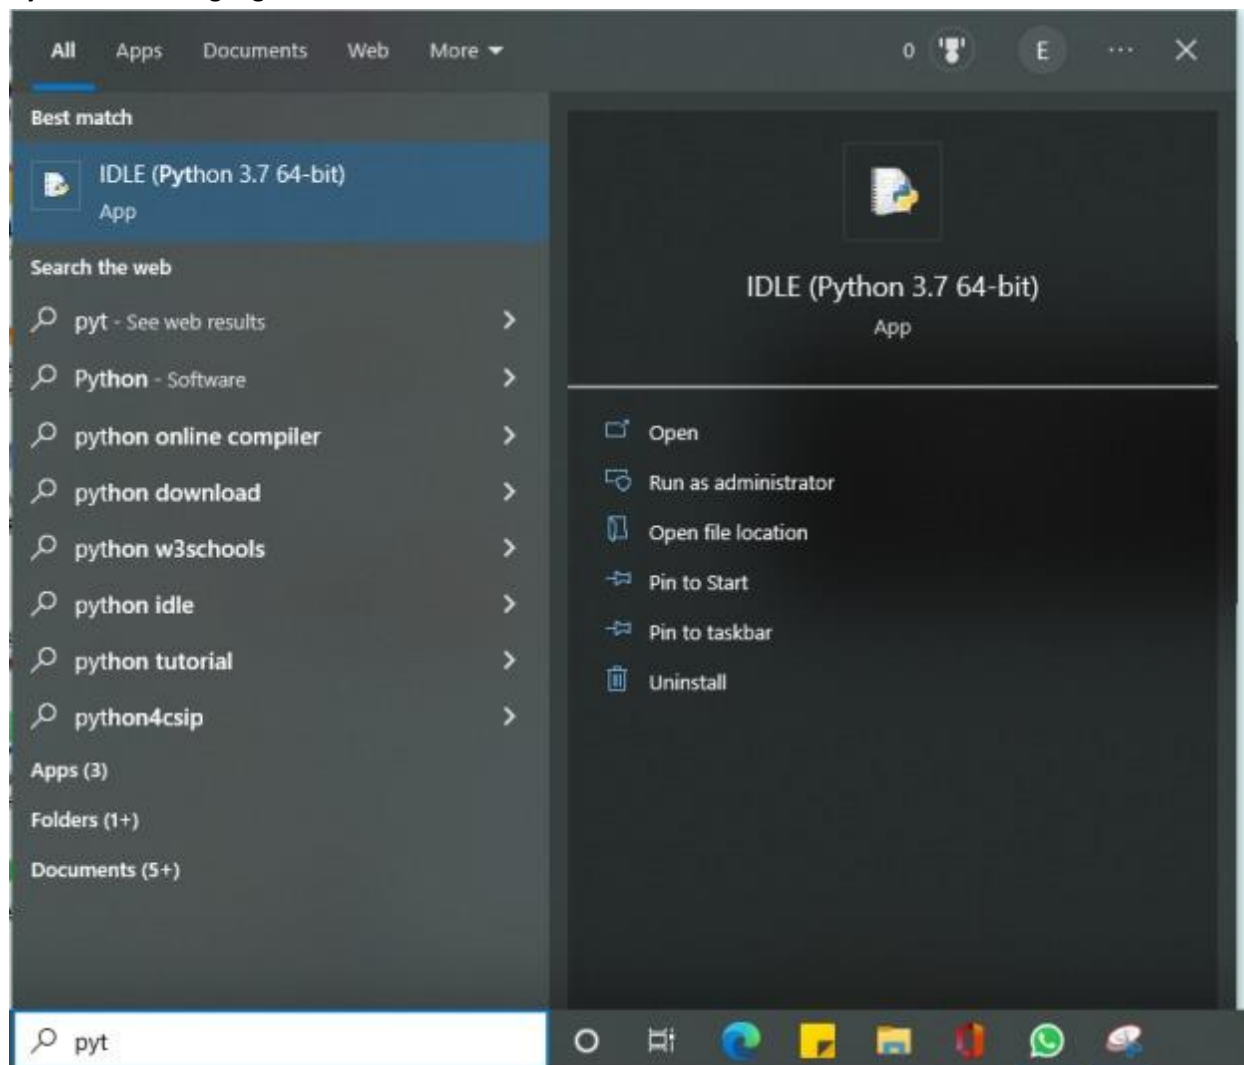 All Apps Documents Web More 0 E ...
Best match
IDLE (Python 3.7 64-bit)
App
Search the web
pyt - See web results
Python - Software
python online compiler
python download
python w3schools
python idle
python tutorial
python4csip
Apps (3)
Folders (1+)
Documents (5+)
IDLE (Python 3.7 64-bit)
App
Open
Run as administrator
Open file location
Pin to Start
Pin to taskbar
Uninstall
pyt